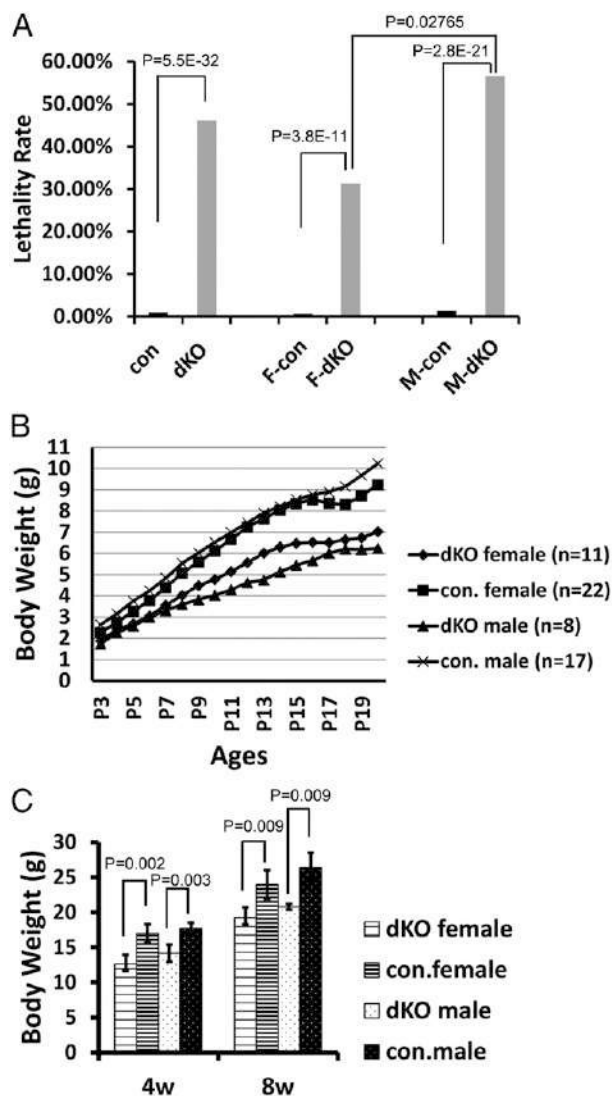 A
P=0.02765
P=5.5E-32
P=2.8E-21
P=3.8E-11
Lethality Rate
60.00%
50.00%
40.00%
30.00%
20.00%
10.00%
0.00%
con dKO F-con F-dKO M-con M-dKO
B
Body Weight (g)
11
10
9
8
7
6
5
4
3
2
1
0
P3 P5 P7 P9 P11 P13 P15 P17 P19
Ages
dKO female (n=11)
con. female (n=22)
dKO male (n=8)
con. male (n=17)
C
P=0.009
P=0.009
P=0.002
P=0.003
Body Weight (g)
30
25
20
15
10
5
0
4w 8w
dKO female
con.female
dKO male
con.male